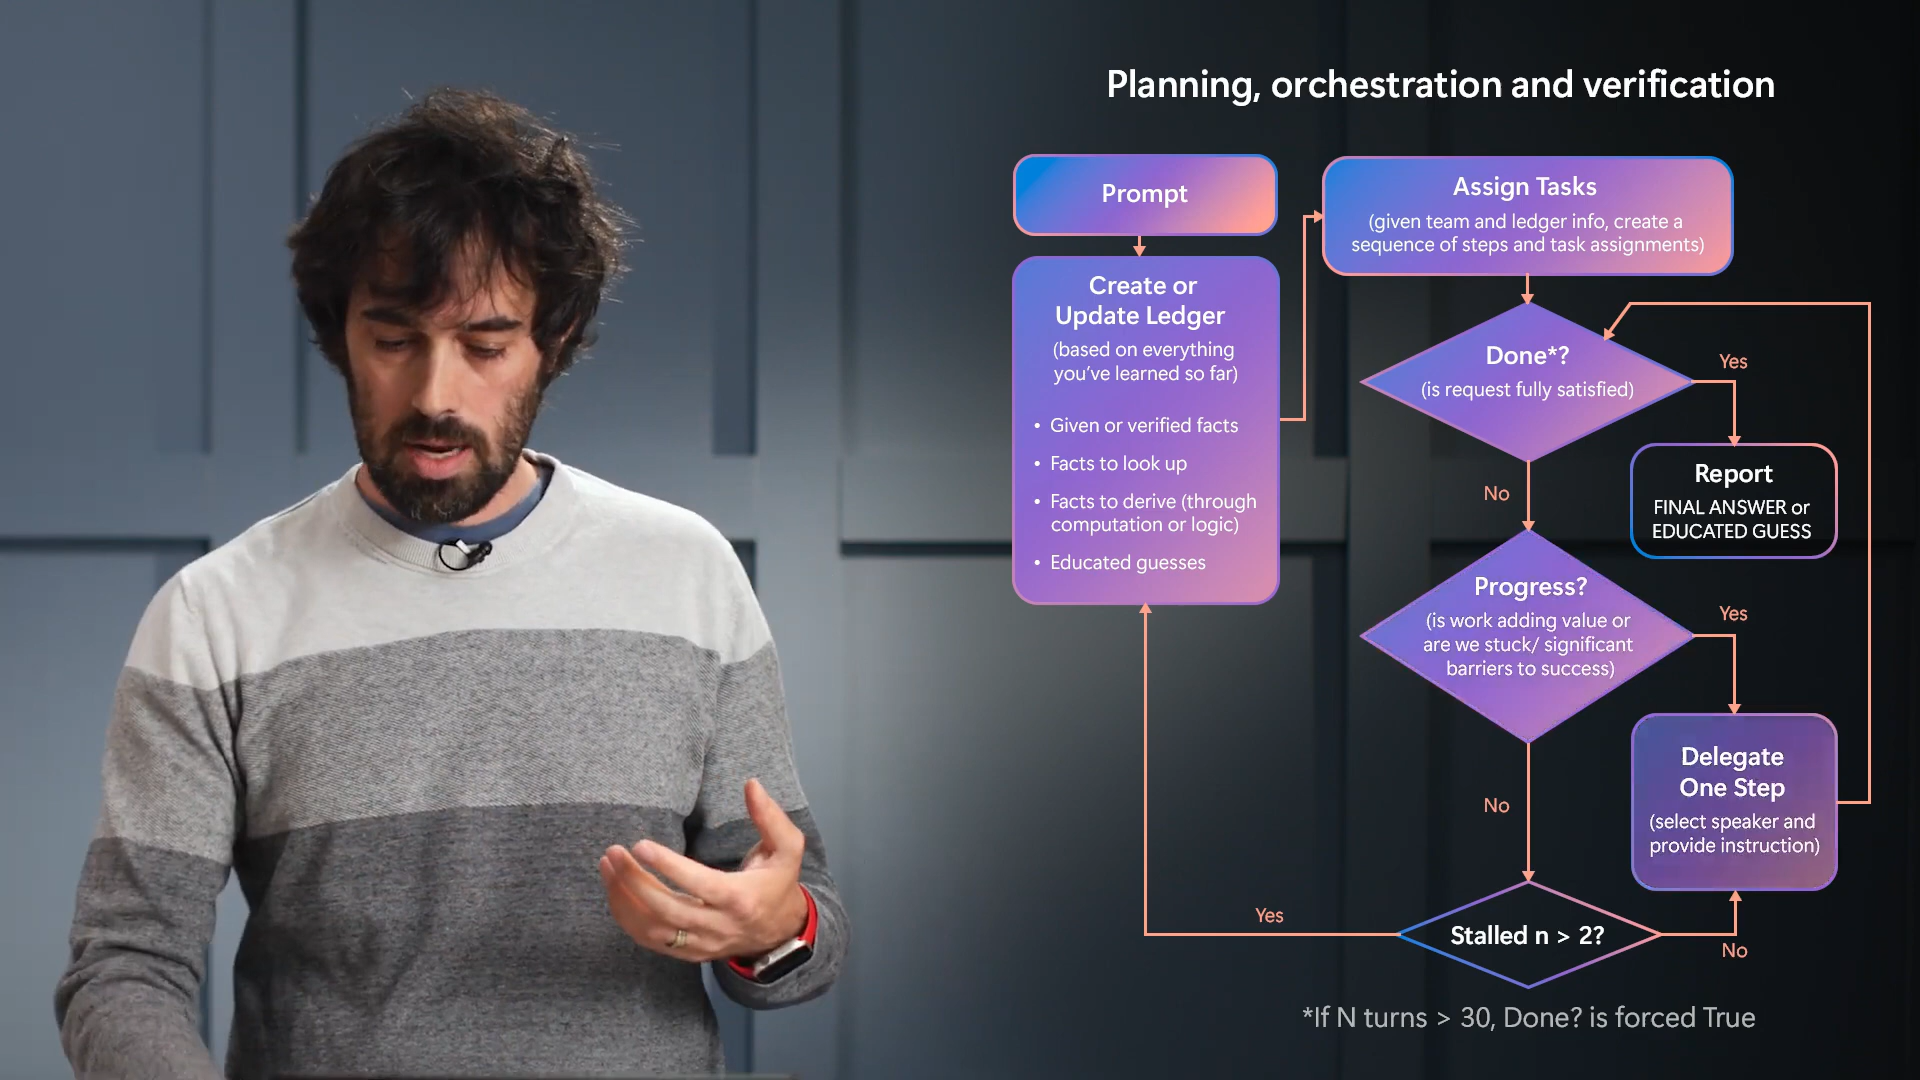 Planning, orchestration and verification
Prompt
Create or
Update Ledger
(based on everything
you've learned so far)
• Given or verified facts
• Facts to look up
• Facts to derive (through
computation or logic)
• Educated guesses
Assign Tasks
(given team and ledger info, create a
sequence of steps and task assignments)
Done*?
(is request fully satisfied)
Yes
Report
FINAL ANSWER or
EDUCATED GUESS
No
Progress?
(is work adding value or
are we stuck/ significant
barriers to success)
Yes
Delegate
One Step
(select speaker and
provide instruction)
No
Stalled n > 2?
Yes
No
*If N turns > 30, Done? is forced True